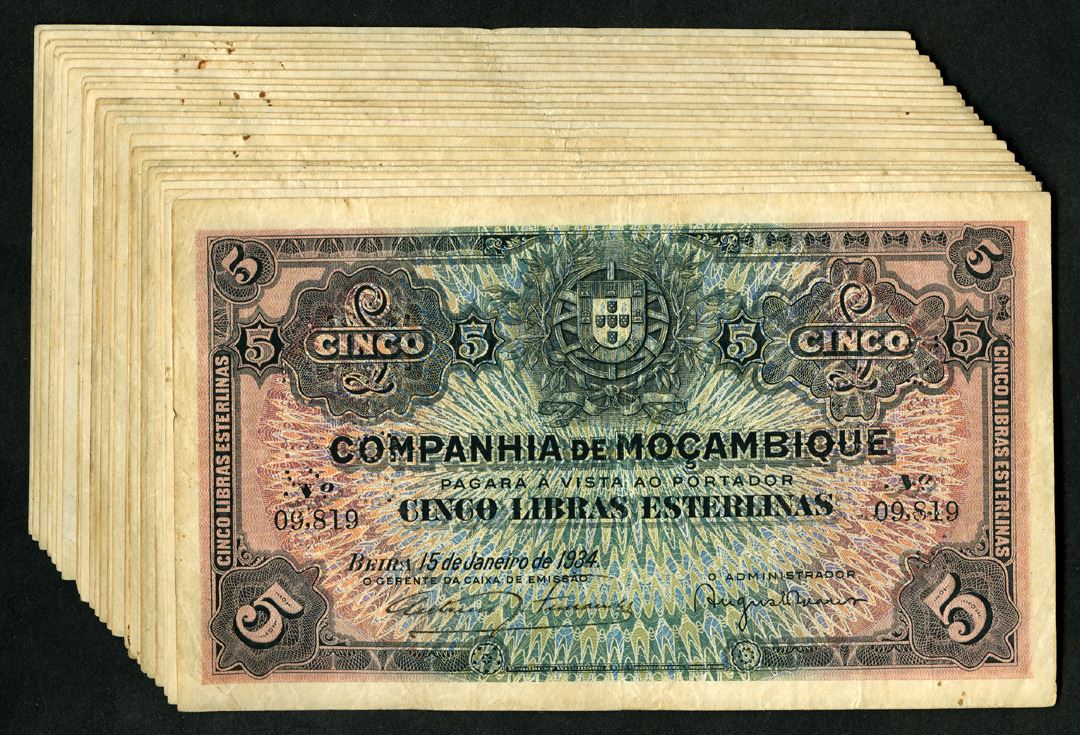 5 5
£ CINCO 5 5 £ CINCO 5
CINCO LIBRAS ESTERLINAS
CINCO LIBRAS ESTERLINAS
COMPANHIA DE MOÇAMBIQUE
PAGARÁ À VISTA AO PORTADOR
Nº Nº
09,819 CINCO LIBRAS ESTERLINAS 09,819
BEIRA 15 de Janeiro de 1934.
O GERENTE DA CAIXA DE EMISSÃO O ADMINISTRADOR
5 5